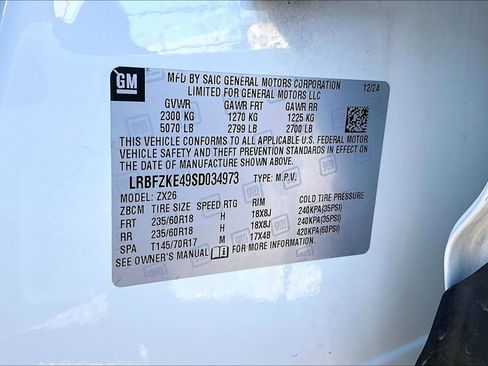 GM
MFD BY SAIC GENERAL MOTORS CORPORATION 12/24
LIMITED FOR GENERAL MOTORS LLC
GVWR GAWR FRT GAWR RR
2300 KG 1270 KG 1225 KG
5070 LB 2799 LB 2700 LB
THIS VEHICLE CONFORMS TO ALL APPLICABLE U.S. FEDERAL MOTOR
VEHICLE SAFETY AND THEFT PREVENTION STANDARDS IN EFFECT ON
THE DATE OF MANUFACTURE SHOWN ABOVE.
LRBFZKE49SD034973 TYPE: M.P.V.
MODEL: ZX26
ZBCM TIRE SIZE SPEED RTG RIM COLD TIRE PRESSURE
FRT 235/60R18 H 18X8J 240KPA(35PSI)
RR 235/60R18 H 18X8J 240KPA(35PSI)
SPA T145/70R17 M 17X4B 420KPA(60PSI)
SEE OWNER'S MANUAL FOR MORE INFORMATION.